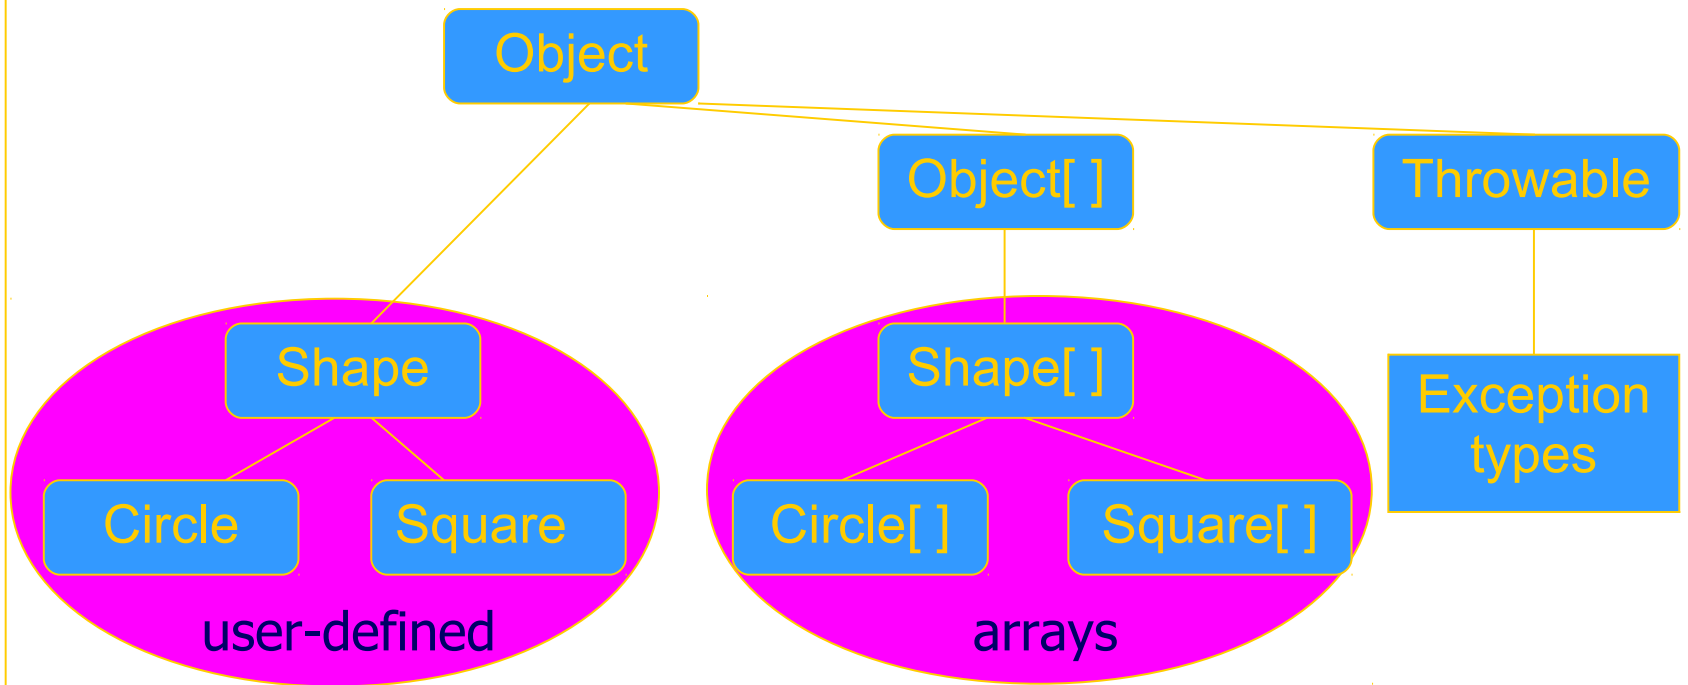 Object
Object[ ]
Throwable
Shape
Shape[ ]
Exception
types
Circle
Square
Circle[ ]
Square[ ]
user-defined
arrays